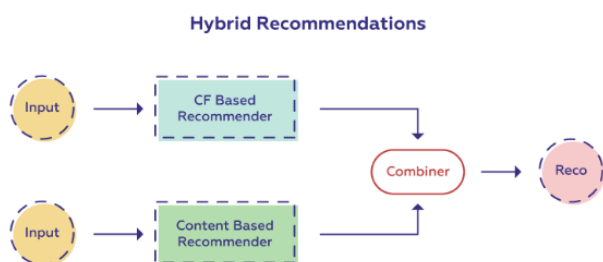 Hybrid Recommendations
Input
CF Based
Recommender
Combiner
Reco
Input
Content Based
Recommender